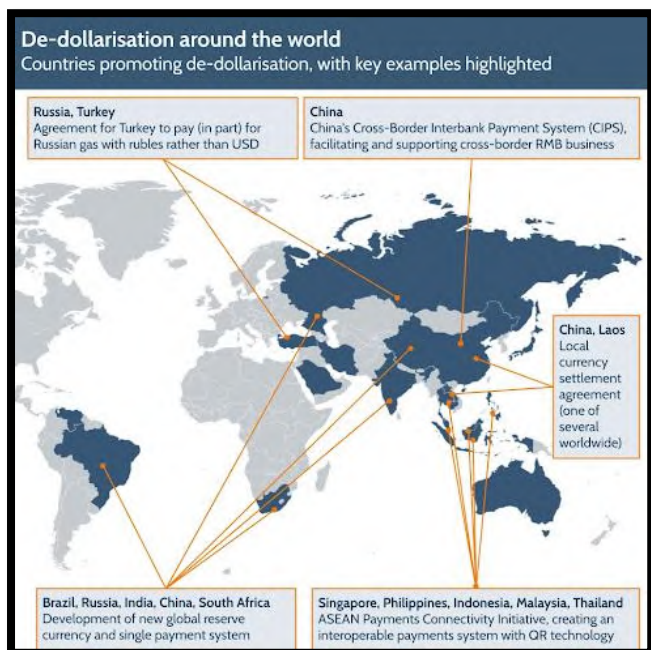 De-dollarisation around the world
Countries promoting de-dollarisation, with key examples highlighted
Russia, Turkey
Agreement for Turkey to pay (in part) for
Russian gas with rubles rather than USD
China
China's Cross-Border Interbank Payment System (CIPS),
facilitating and supporting cross-border RMB business
China, Laos
Local
currency
settlement
agreement
(one of
several
worldwide)
Brazil, Russia, India, China, South Africa
Development of new global reserve
currency and single payment system
Singapore, Philippines, Indonesia, Malaysia, Thailand
ASEAN Payments Connectivity Initiative, creating an
interoperable payments system with QR technology